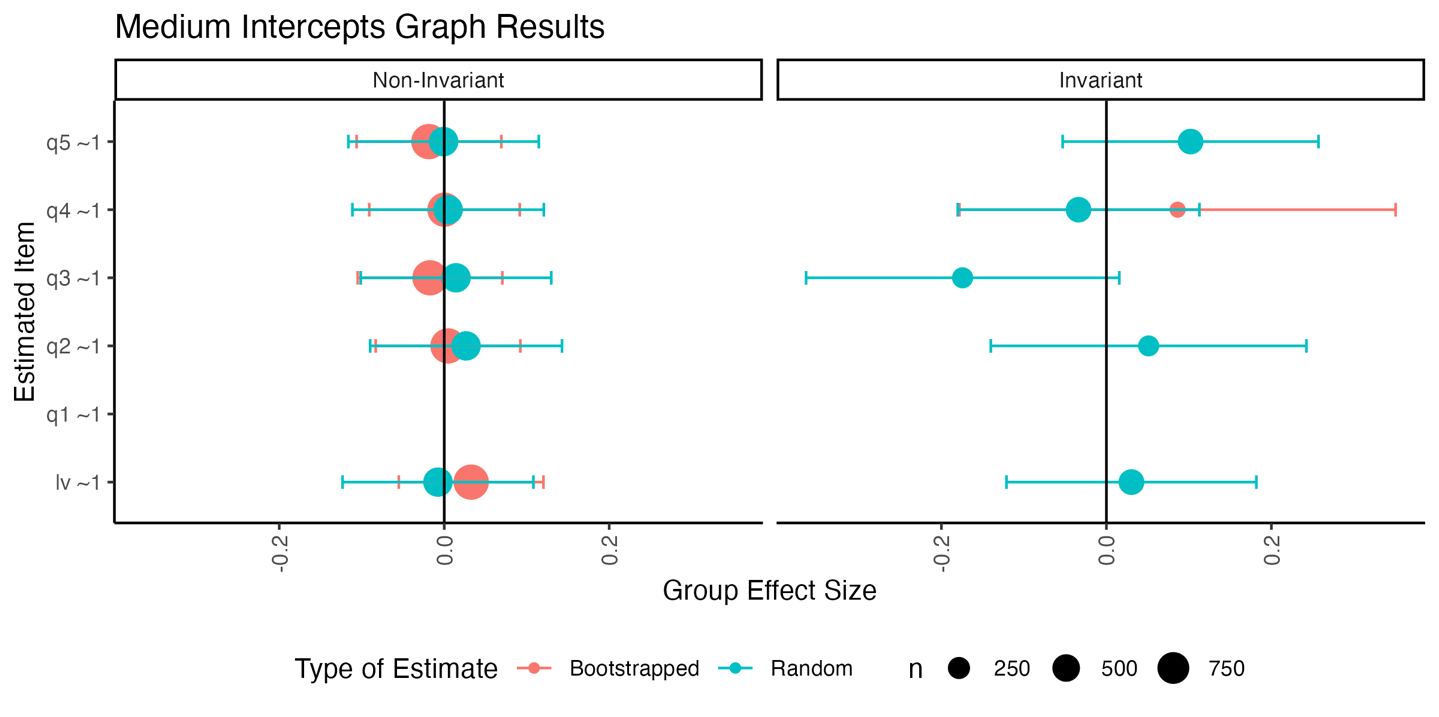 Medium Intercepts Graph Results
Non-Invariant Invariant
Estimated Item
q5 ~1
q4 ~1
q3 ~1
q2 ~1
q1 ~1
lv ~1
-0.2 0.0 0.2 -0.2 0.0 0.2
Group Effect Size
Type of Estimate Bootstrapped Random n 250 500 750